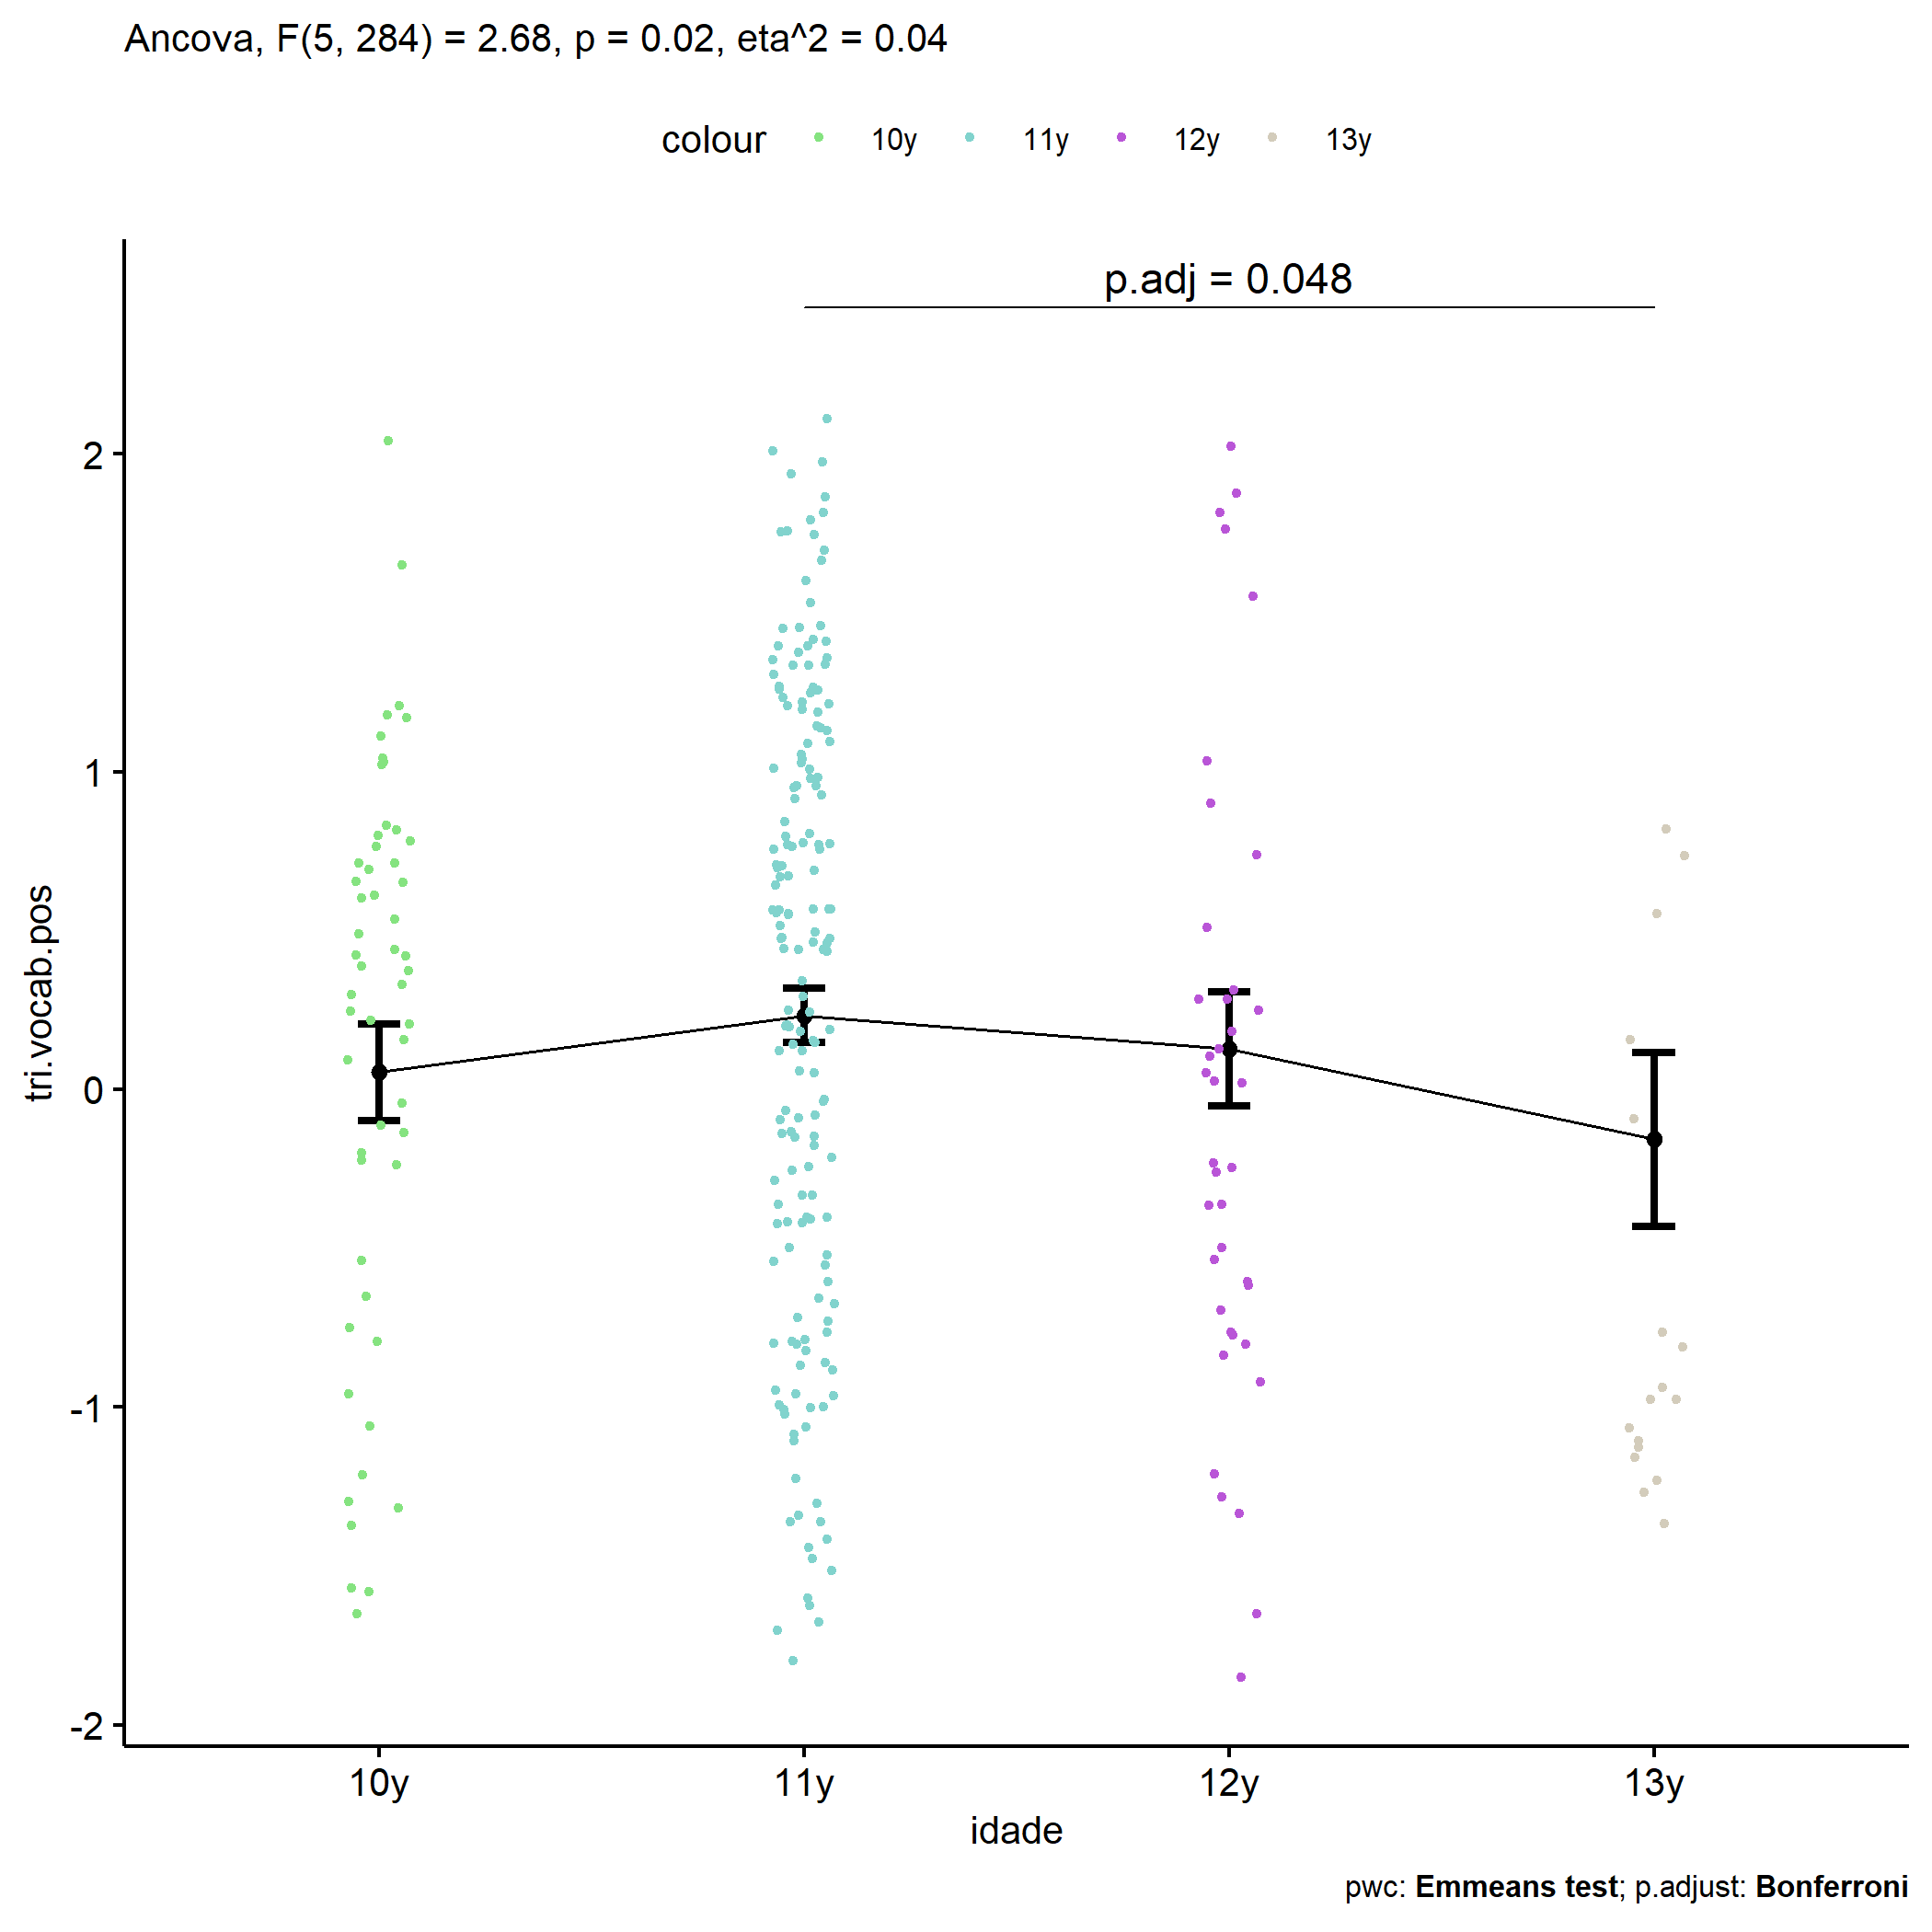 Ancova, F(5, 284) = 2.68, p = 0.02, eta^2 = 0.04
colour 10y 11y 12y 13y
p.adj = 0.048
2
1
0
-1
-2
tri.vocab.pos
10y 11y 12y 13y
idade
pwc: Emmeans test; p.adjust: Bonferroni